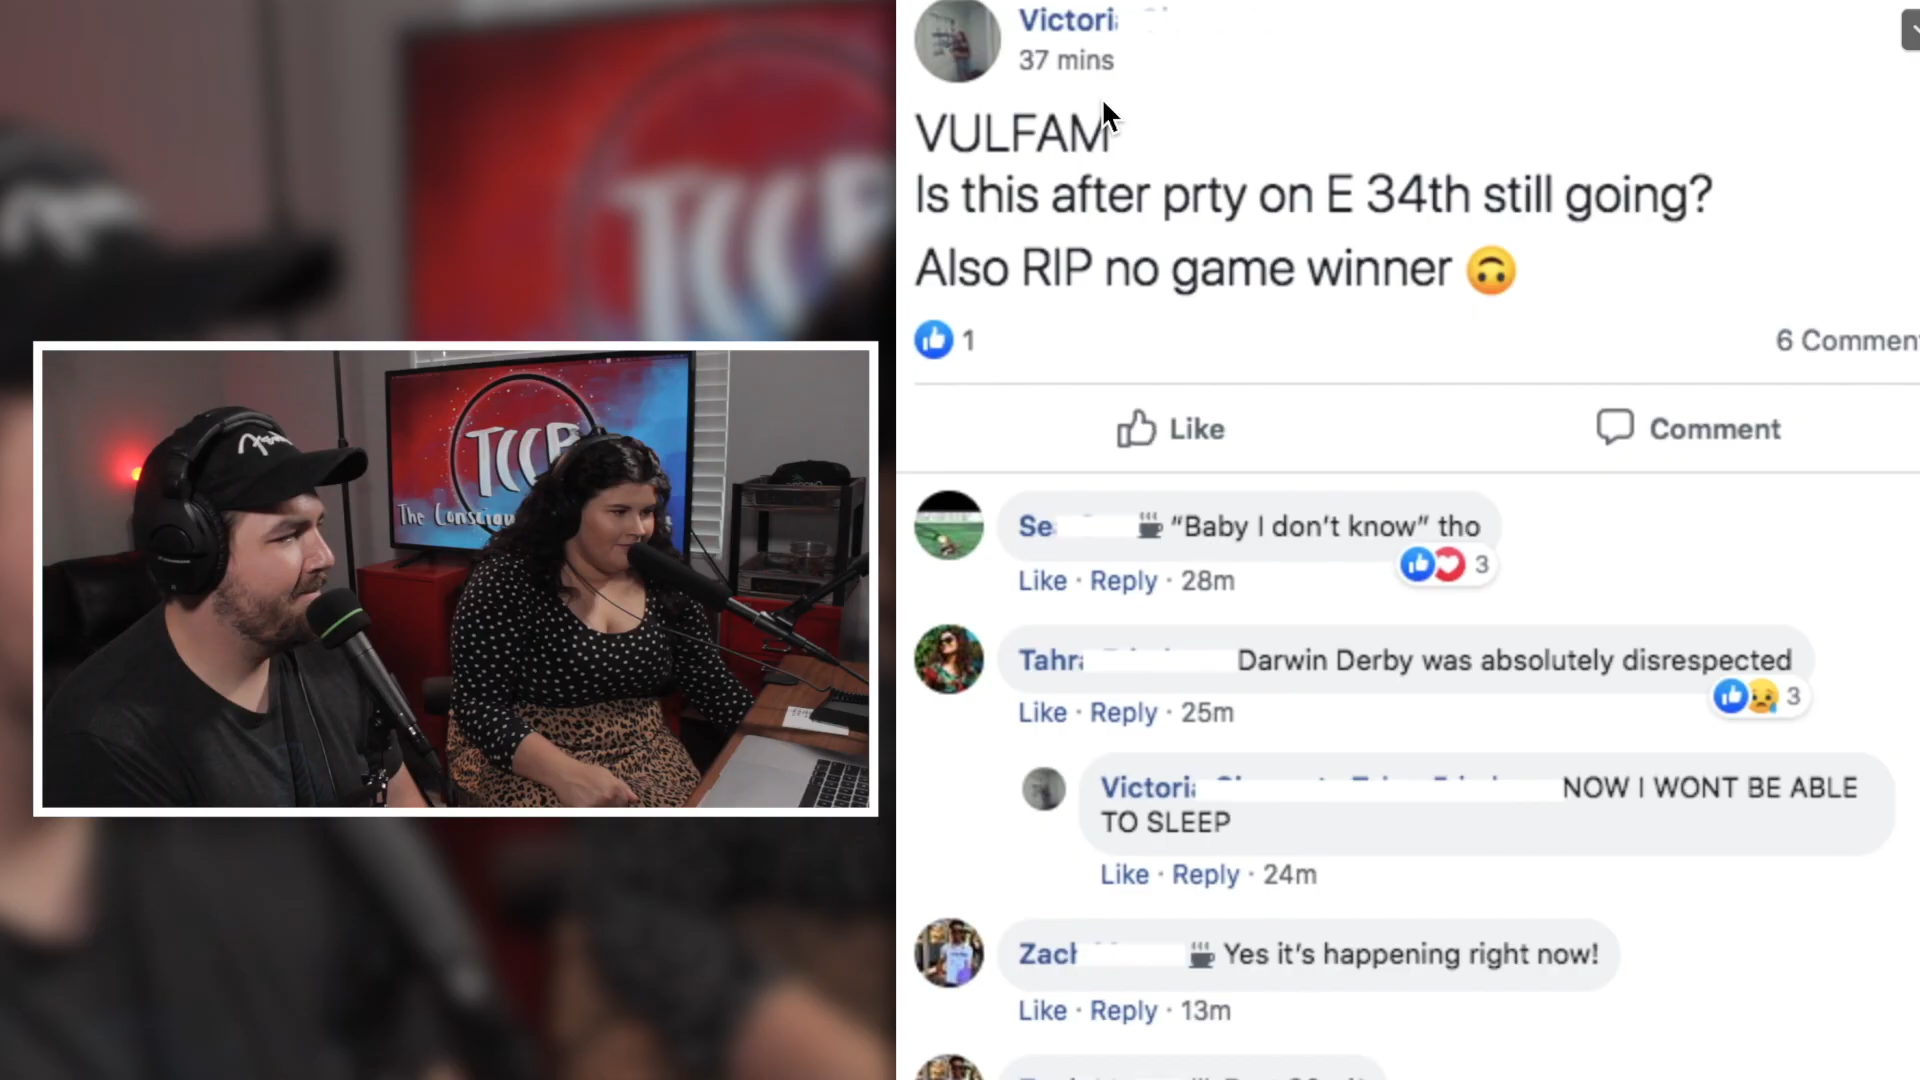 Victori
37 mins
VULFAM
Is this after prty on E 34th still going?
Also RIP no game winner 🙃
1
6 Commen
Like
Comment
Se "Baby I don't know" tho
3
Like · Reply · 28m
Tahr Darwin Derby was absolutely disrespected
3
Like · Reply · 25m
Victoria NOW I WONT BE ABLE
TO SLEEP
Like · Reply · 24m
Zach Yes it's happening right now!
Like · Reply · 13m
TCCP
The Consciou